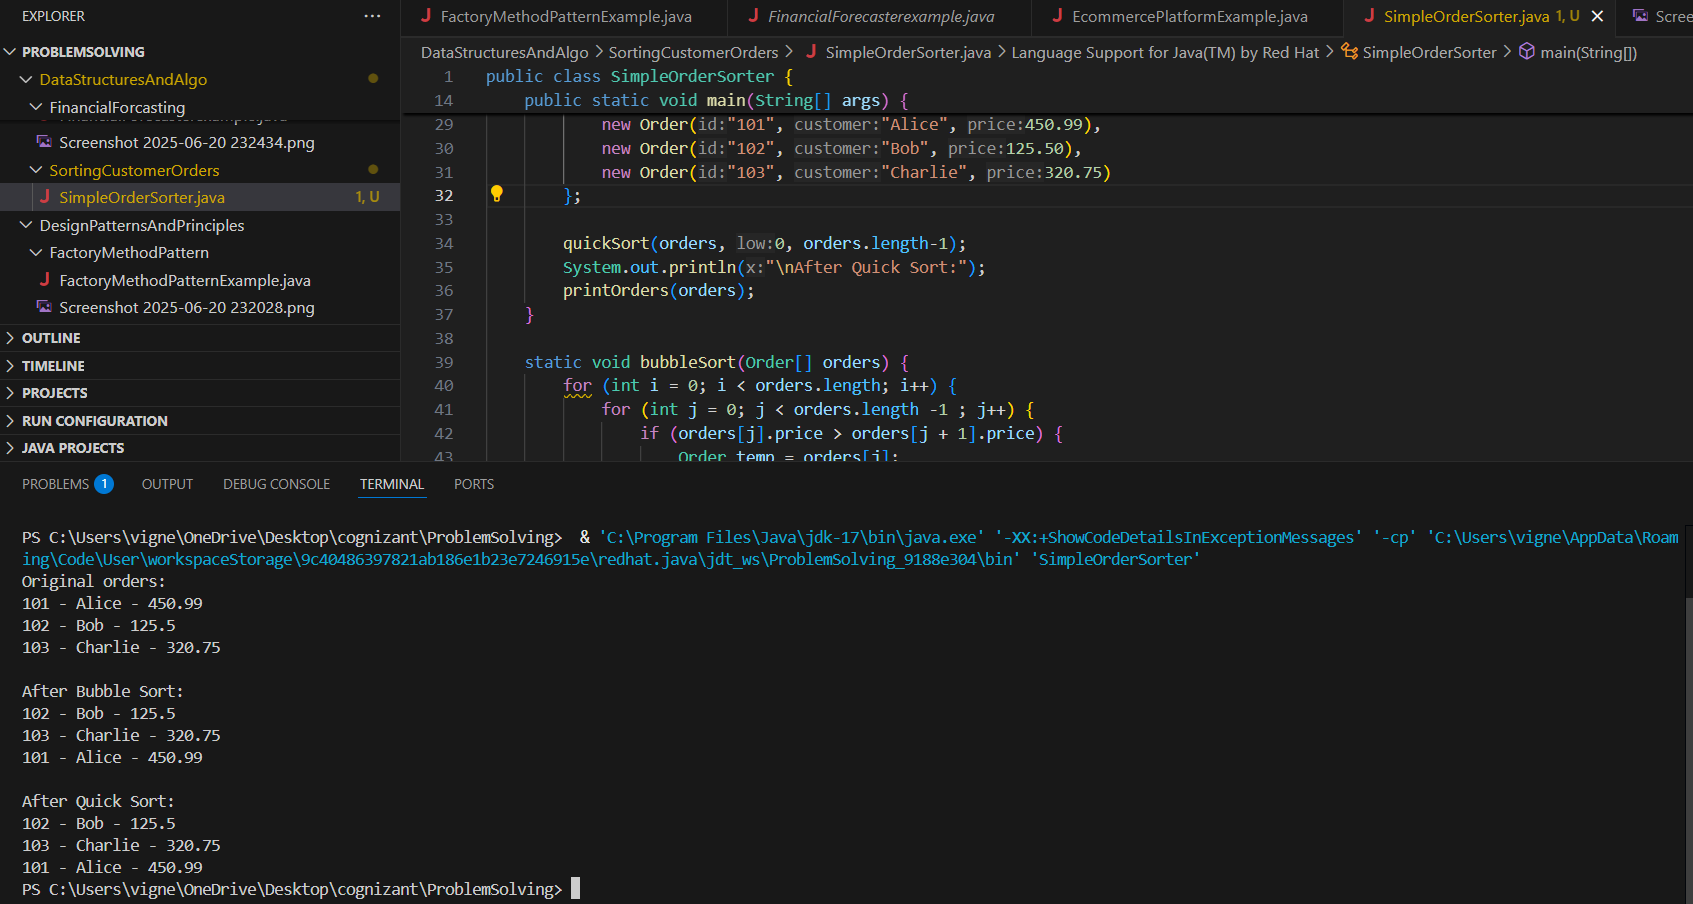 EXPLORER
···
PROBLEMSOLVING
DataStructuresAndAlgo
FinancialForcasting
Screenshot 2025-06-20 232434.png
SortingCustomerOrders
SimpleOrderSorter.java 1, U
DesignPatternsAndPrinciples
FactoryMethodPattern
FactoryMethodPatternExample.java
Screenshot 2025-06-20 232028.png
OUTLINE
TIMELINE
PROJECTS
RUN CONFIGURATION
JAVA PROJECTS
FactoryMethodPatternExample.java FinancialForecasterexample.java EcommercePlatformExample.java SimpleOrderSorter.java 1, U
DataStructuresAndAlgo > SortingCustomerOrders > SimpleOrderSorter.java > Language Support for Java(TM) by Red Hat > SimpleOrderSorter > main(String[])
1 public class SimpleOrderSorter {
14 public static void main(String[] args) {
29 new Order(id:"101", customer:"Alice", price:450.99),
30 new Order(id:"102", customer:"Bob", price:125.50),
31 new Order(id:"103", customer:"Charlie", price:320.75)
32 };
33
34 quickSort(orders, low:0, orders.length-1);
35 System.out.println(x:"\nAfter Quick Sort:");
36 printOrders(orders);
37 }
38
39 static void bubbleSort(Order[] orders) {
40 for (int i = 0; i < orders.length; i++) {
41 for (int j = 0; j < orders.length -1 ; j++) {
42 if (orders[j].price > orders[j + 1].price) {
43 Order temp = orders[j];
PROBLEMS 1 OUTPUT DEBUG CONSOLE TERMINAL PORTS
PS C:\Users\vigne\OneDrive\Desktop\cognizant\ProblemSolving> & 'C:\Program Files\Java\jdk-17\bin\java.exe' '-XX:+ShowCodeDetailsInExceptionMessages' '-cp' 'C:\Users\vigne\AppData\Roam
ing\Code\User\workspaceStorage\9c40486397821ab186e1b23e7246915e\redhat.java\jdt_ws\ProblemSolving_9188e304\bin' 'SimpleOrderSorter'
Original orders:
101 - Alice - 450.99
102 - Bob - 125.5
103 - Charlie - 320.75
After Bubble Sort:
102 - Bob - 125.5
103 - Charlie - 320.75
101 - Alice - 450.99
After Quick Sort:
102 - Bob - 125.5
103 - Charlie - 320.75
101 - Alice - 450.99
PS C:\Users\vigne\OneDrive\Desktop\cognizant\ProblemSolving>